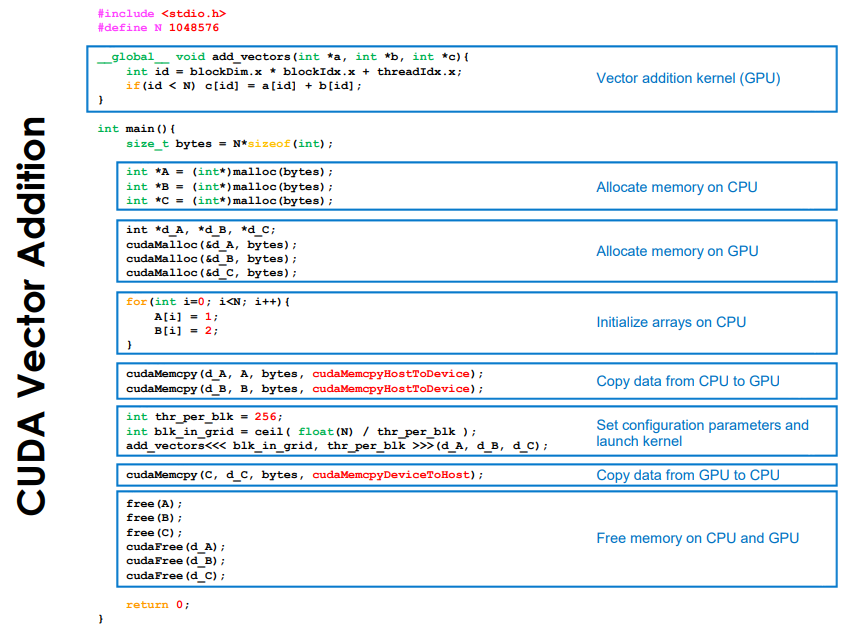 CUDA Vector Addition
#include <stdio.h>
#define N 1048576
__global__ void add_vectors(int *a, int *b, int *c){
int id = blockDim.x * blockIdx.x + threadIdx.x;
if(id < N) c[id] = a[id] + b[id];
}
Vector addition kernel (GPU)
int main(){
size_t bytes = N*sizeof(int);
int *A = (int*)malloc(bytes);
int *B = (int*)malloc(bytes);
int *C = (int*)malloc(bytes);
Allocate memory on CPU
int *d_A, *d_B, *d_C;
cudaMalloc(&d_A, bytes);
cudaMalloc(&d_B, bytes);
cudaMalloc(&d_C, bytes);
Allocate memory on GPU
for(int i=0; i<N; i++){
A[i] = 1;
B[i] = 2;
}
Initialize arrays on CPU
cudaMemcpy(d_A, A, bytes, cudaMemcpyHostToDevice);
cudaMemcpy(d_B, B, bytes, cudaMemcpyHostToDevice);
Copy data from CPU to GPU
int thr_per_blk = 256;
int blk_in_grid = ceil( float(N) / thr_per_blk );
add_vectors<<< blk_in_grid, thr_per_blk >>>(d_A, d_B, d_C);
Set configuration parameters and
launch kernel
cudaMemcpy(C, d_C, bytes, cudaMemcpyDeviceToHost);
Copy data from GPU to CPU
free(A);
free(B);
free(C);
cudaFree(d_A);
cudaFree(d_B);
cudaFree(d_C);
Free memory on CPU and GPU
return 0;
}